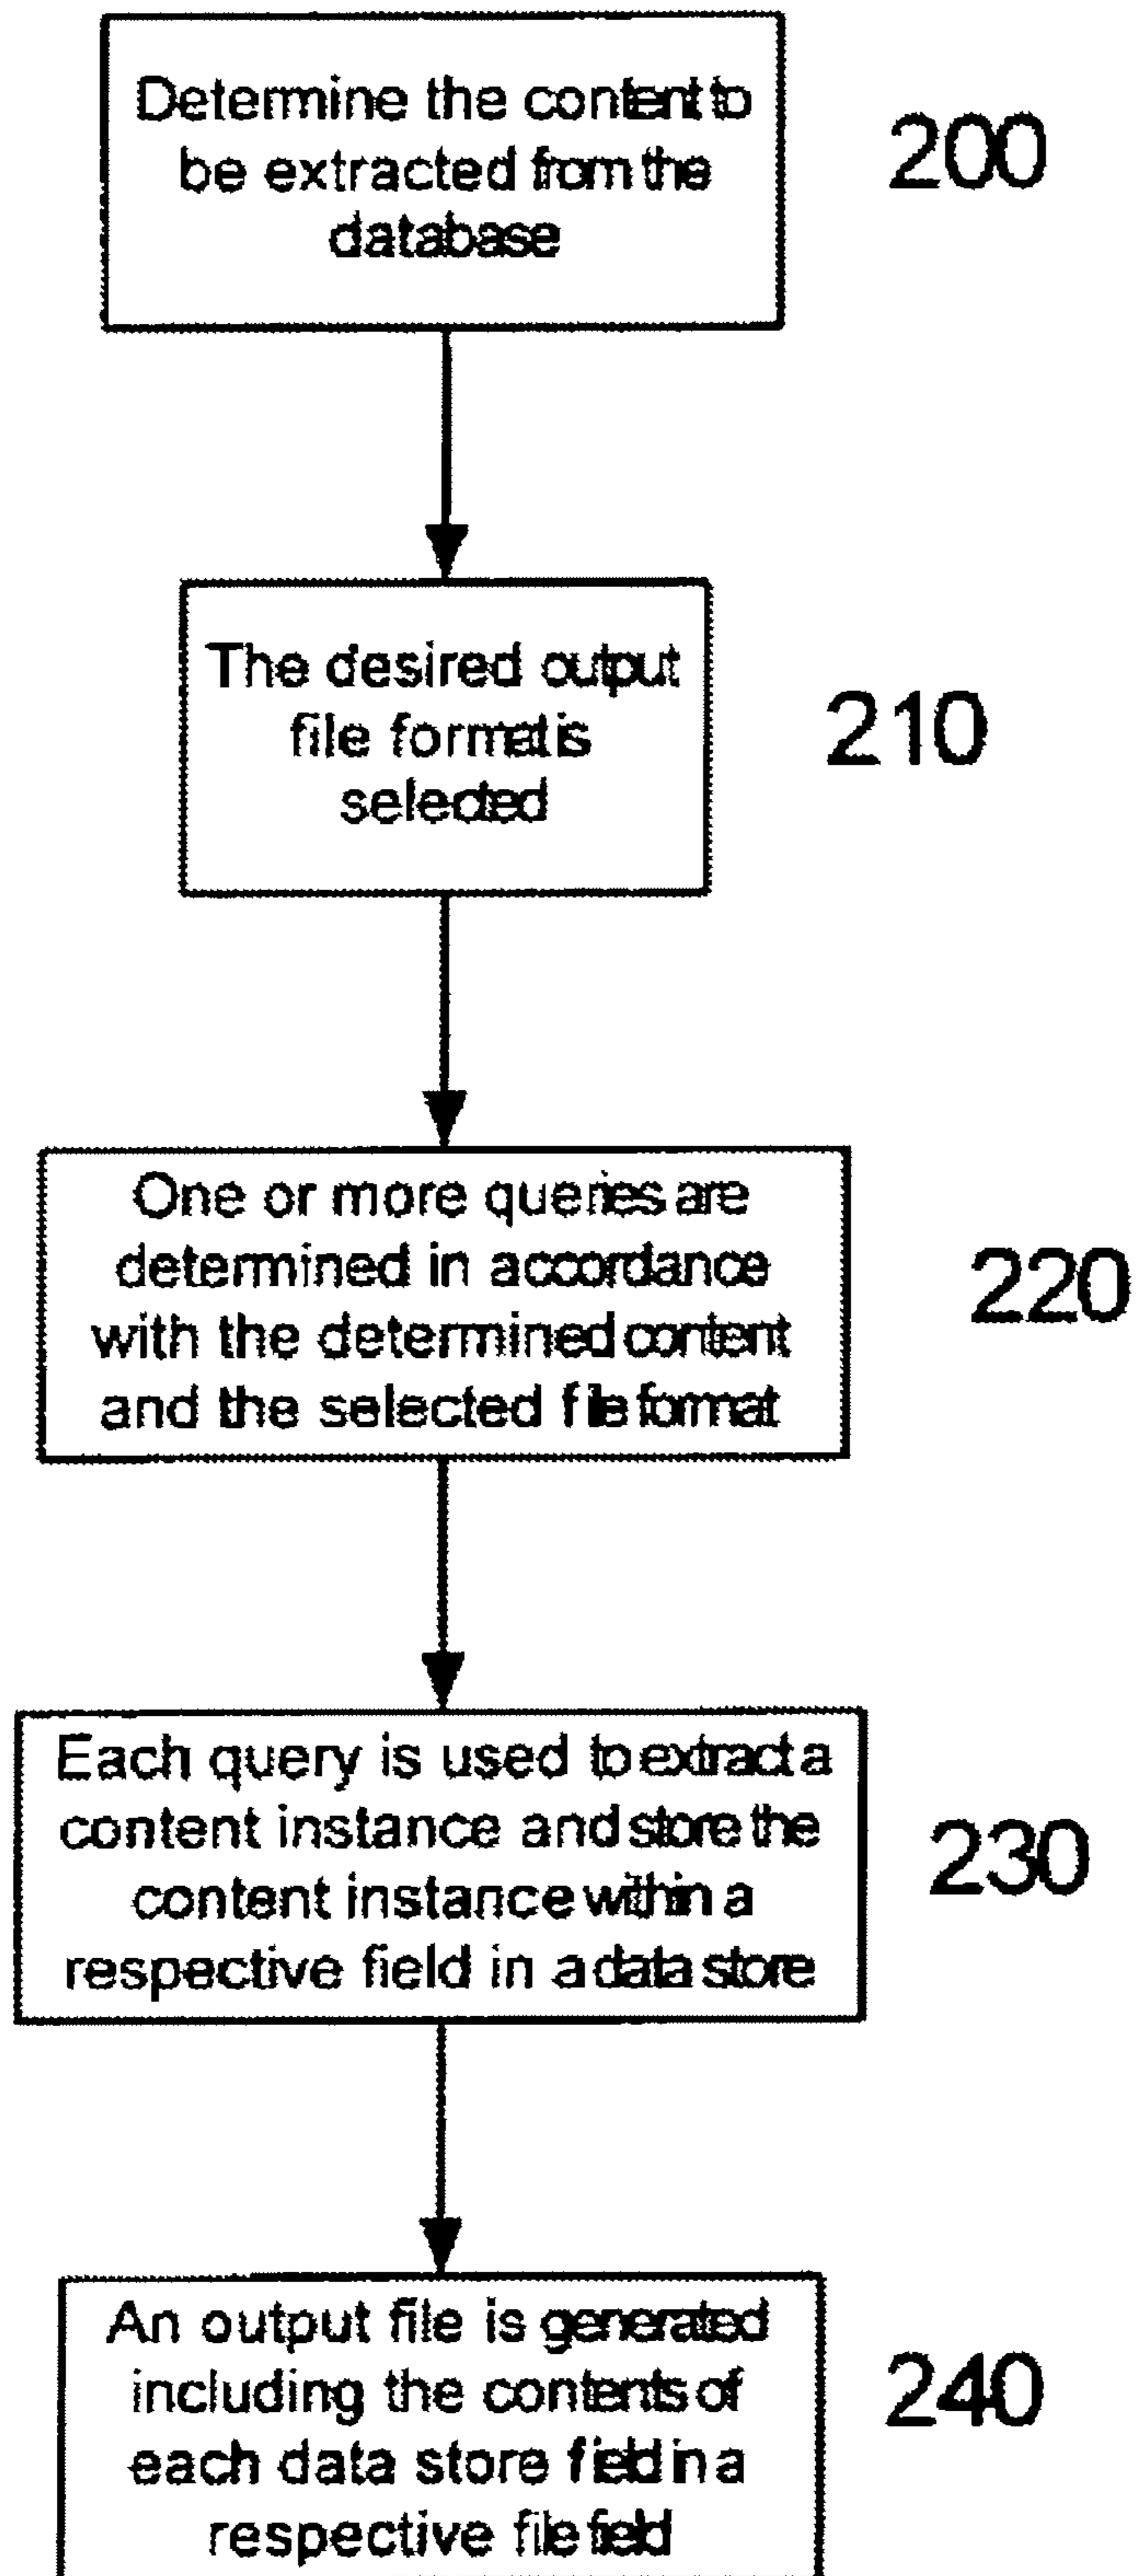 Determine the content to
be extracted from the
database
200
The desired output
file format is
selected
210
One or more queries are
determined in accordance
with the determined content
and the selected file format
220
Each query is used to extract a
content instance and store the
content instance within a
respective field in a data store
230
An output file is generated
including the contents of
each data store field in a
respective file field
240